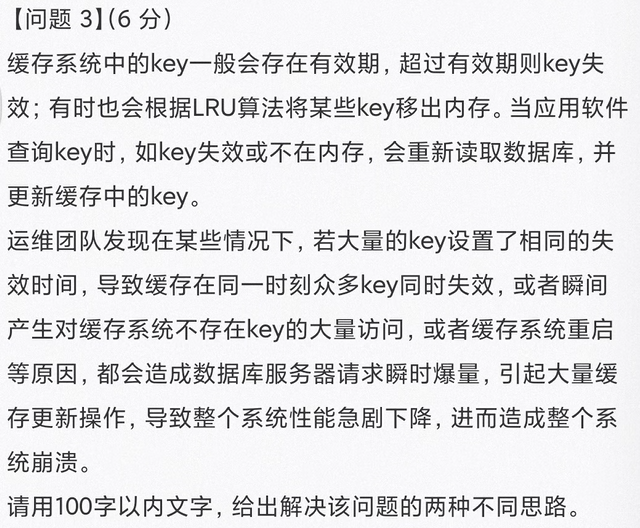 【问题 3】(6 分)
缓存系统中的key一般会存在有效期，超过有效期则key失
效；有时也会根据LRU算法将某些key移出内存。当应用软件
查询key时，如key失效或不在内存，会重新读取数据库，并
更新缓存中的key。
运维团队发现在某些情况下，若大量的key设置了相同的失
效时间，导致缓存在同一时刻众多key同时失效，或者瞬间
产生对缓存系统不存在key的大量访问，或者缓存系统重启
等原因，都会造成数据库服务器请求瞬时爆量，引起大量缓
存更新操作，导致整个系统性能急剧下降，进而造成整个系
统崩溃。
请用100字以内文字，给出解决该问题的两种不同思路。